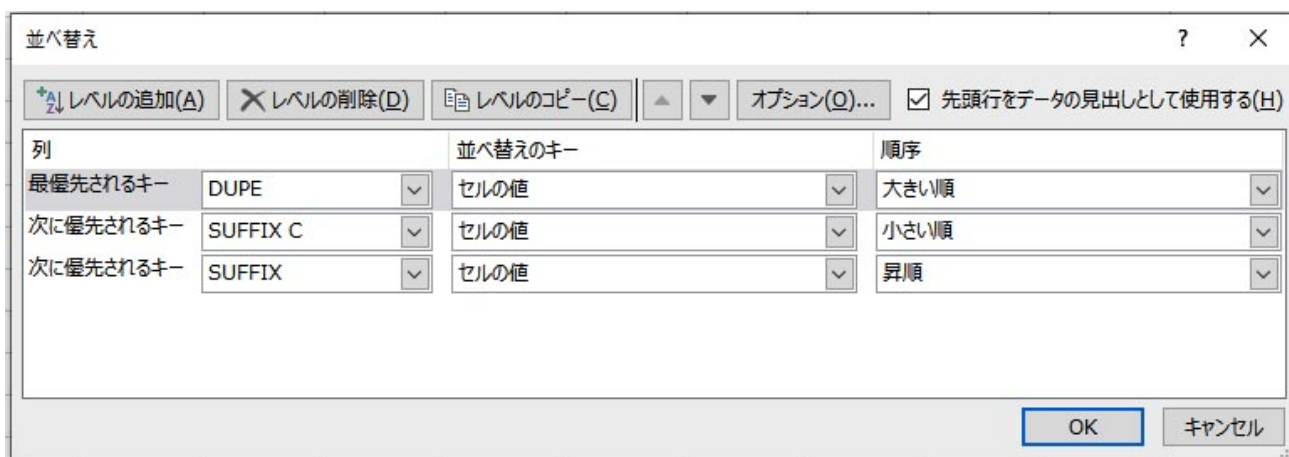 並べ替え ?
レベルの追加(A) レベルの削除(D) レベルのコピー(C) オプション(O)... 先頭行をデータの見出しとして使用する(H)
列 並べ替えのキー 順序
最優先されるキー DUPE セルの値 大きい順
次に優先されるキー SUFFIX C セルの値 小さい順
次に優先されるキー SUFFIX セルの値 昇順
OK キャンセル